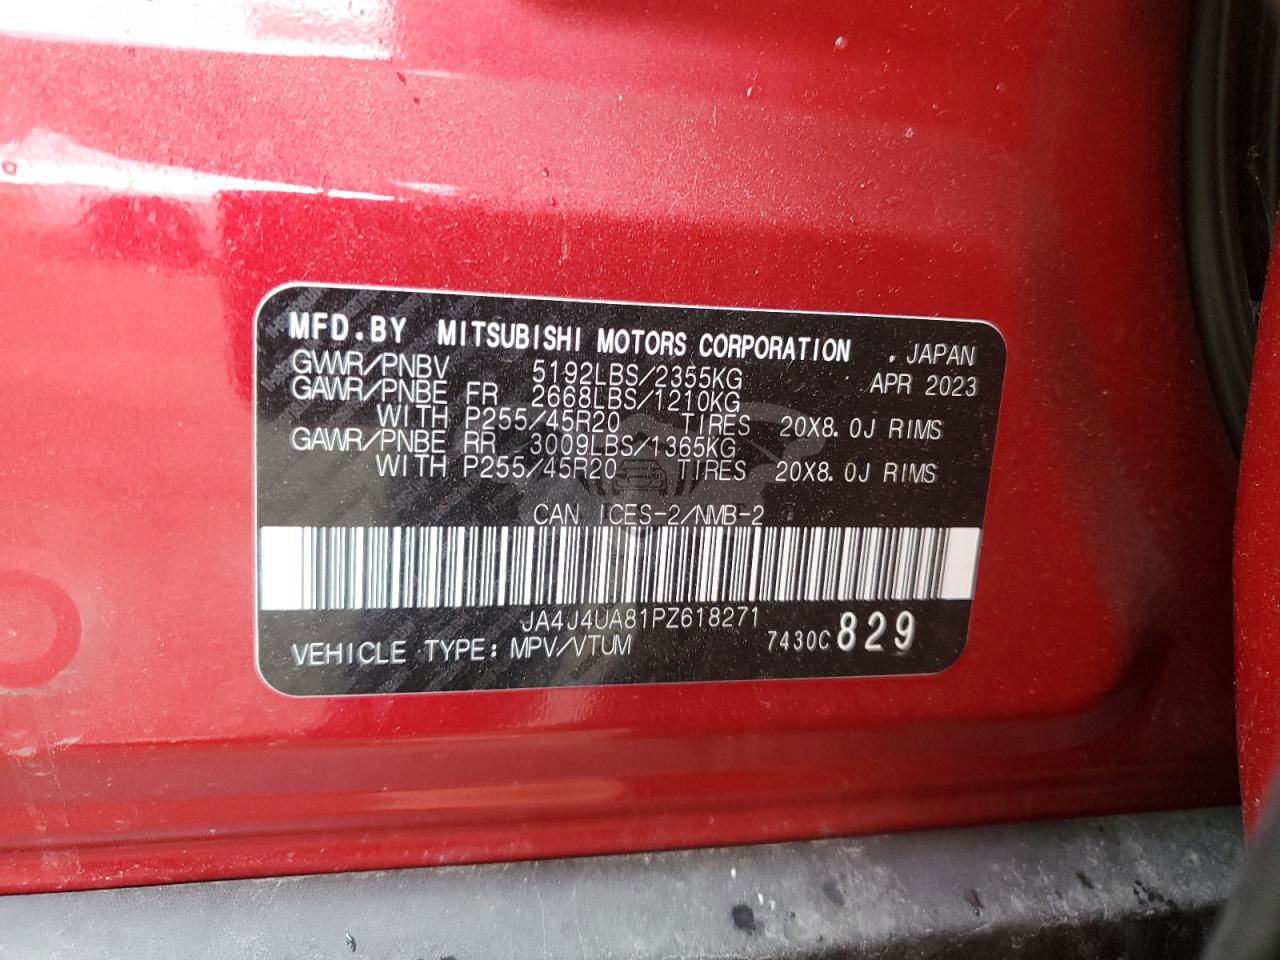 MFD.BY MITSUBISHI MOTORS CORPORATION , JAPAN
GVWR/PNBV 5192LBS/2355KG APR 2023
GAWR/PNBE FR 2668LBS/1210KG
WITH P255/45R20 TIRES 20X8.0J RIMS
GAWR/PNBE RR 3009LBS/1365KG
WITH P255/45R20 TIRES 20X8.0J RIMS
CAN ICES-2/NMB-2
JA4J4UA81PZ618271
VEHICLE TYPE: MPV/VTUM 7430C 829